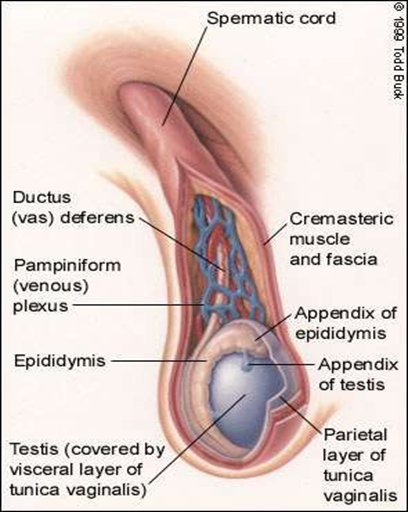 Spermatic cord
© 1999 Todd Buck
Ductus
(vas) deferens
Cremasteric
muscle
and fascia
Pampiniform
(venous)
plexus
Appendix of
epididymis
Epididymis
Appendix
of testis
Testis (covered by
visceral layer of
tunica vaginalis)
Parietal
layer of
tunica
vaginalis